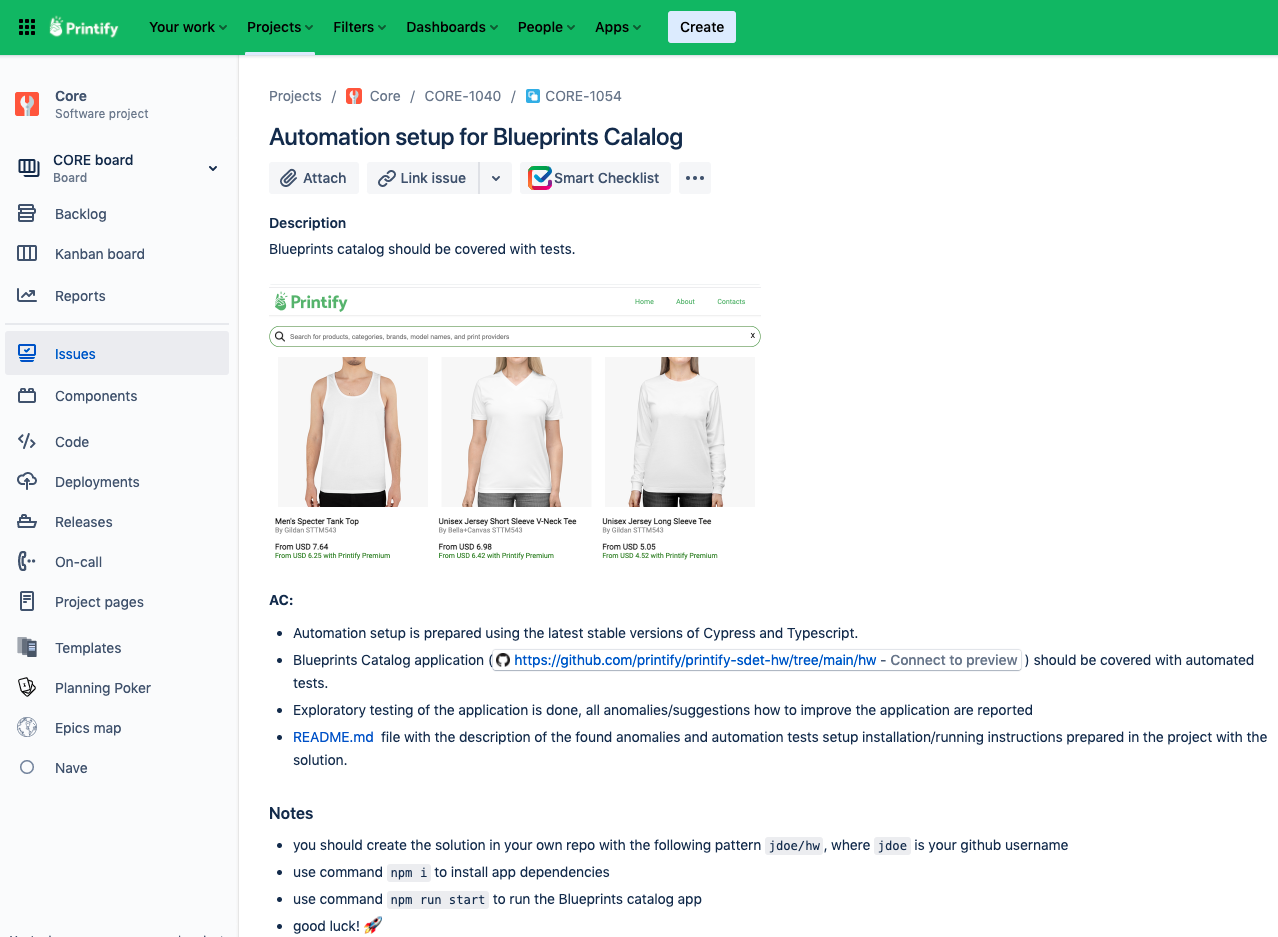 Printify
Your work
Projects
Filters
Dashboards
People
Apps
Create
Core
Software project
CORE board
Board
Backlog
Kanban board
Reports
Issues
Components
Code
Deployments
Releases
On-call
Project pages
Templates
Planning Poker
Epics map
Nave
Projects / Core / CORE-1040 / CORE-1054
Automation setup for Blueprints Calalog
Attach
Link issue
Smart Checklist
Description
Blueprints catalog should be covered with tests.
Printify
Home
About
Contacts
Search for products, categories, brands, model names, and print providers
x
Men's Specter Tank Top
By Gildan STTM543
From USD 7.64
From USD 6.25 with Printify Premium
Unisex Jersey Short Sleeve V-Neck Tee
By Bella+Canvas STTM543
From USD 6.98
From USD 6.42 with Printify Premium
Unisex Jersey Long Sleeve Tee
By Gildan STTM543
From USD 5.05
From USD 4.52 with Printify Premium
AC:
Automation setup is prepared using the latest stable versions of Cypress and Typescript.
Blueprints Catalog application ( https://github.com/printify/printify-sdet-hw/tree/main/hw - Connect to preview ) should be covered with automated
tests.
Exploratory testing of the application is done, all anomalies/suggestions how to improve the application are reported
README.md file with the description of the found anomalies and automation tests setup installation/running instructions prepared in the project with the
solution.
Notes
you should create the solution in your own repo with the following pattern jdoe/hw, where jdoe is your github username
use command npm i to install app dependencies
use command npm run start to run the Blueprints catalog app
good luck! 🚀